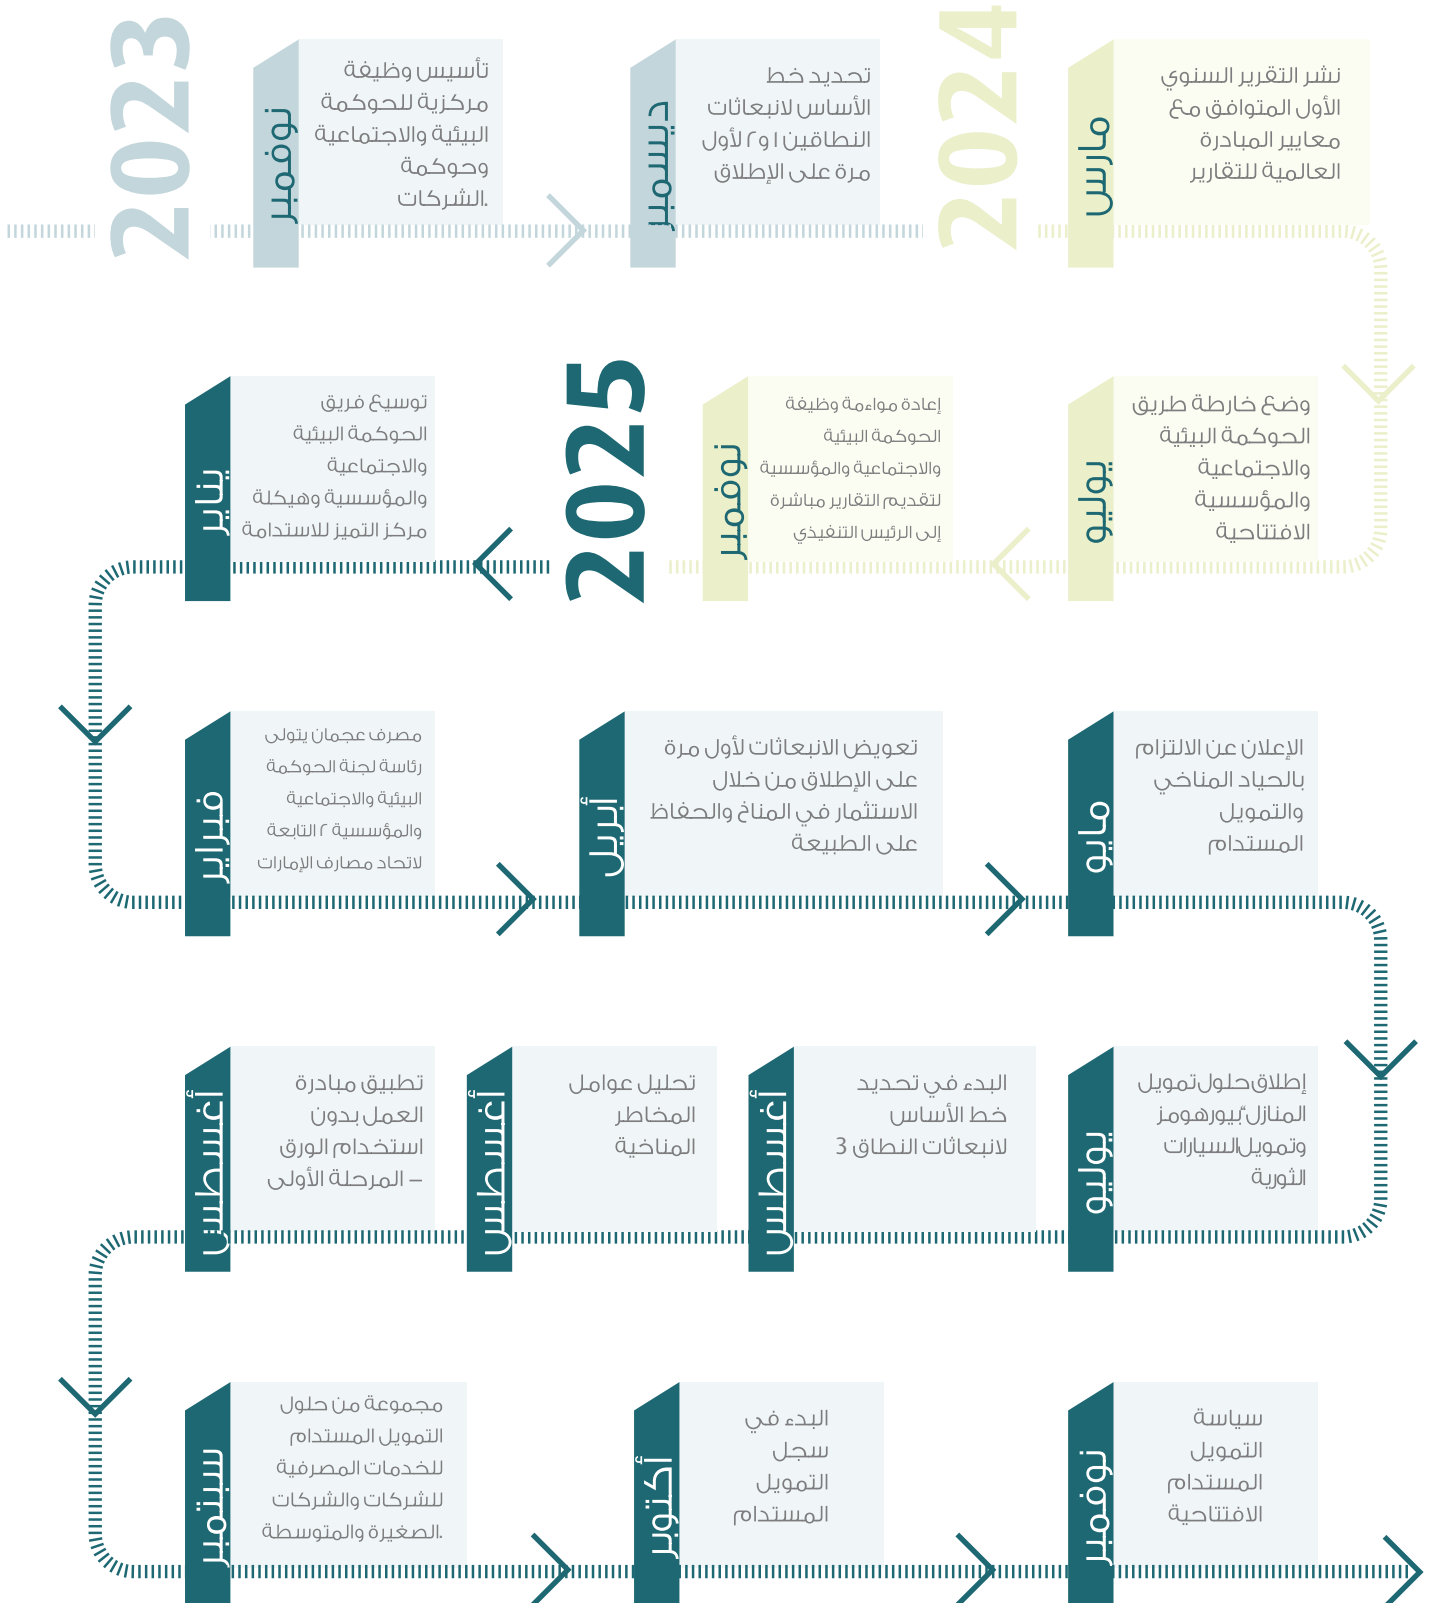 2023
نوفمبر
تأسيس وظيفة
مركزية للحوكمة
البيئية والاجتماعية
وحوكمة
.الشركات
ديسمبر
تحديد خط
الأساس لانبعاثات
النطاقين ١ و٢ لأول
مرة على الإطلاق
2024
مارس
نشر التقرير السنوي
الأول المتوافق مع
معايير المبادرة
العالمية للتقارير
يوليو
وضع خارطة طريق
الحوكمة البيئية
والاجتماعية
والمؤسسية
الافتتاحية
نوفمبر
إعادة مواءمة وظيفة
الحوكمة البيئية
والاجتماعية والمؤسسية
لتقديم التقارير مباشرة
إلى الرئيس التنفيذي
2025
يناير
توسيع فريق
الحوكمة البيئية
والاجتماعية
والمؤسسية وهيكلة
مركز التميز للاستدامة
فبراير
مصرف عجمان يتولى
رئاسة لجنة الحوكمة
البيئية والاجتماعية
والمؤسسية ٢ التابعة
لاتحاد مصارف الإمارات
أبريل
تعويض الانبعاثات لأول مرة
على الإطلاق من خلال
الاستثمار في المناخ والحفاظ
على الطبيعة
مايو
الإعلان عن الالتزام
بالحياد المناخي
والتمويل
المستدام
يوليو
إطلاق حلول تمويل
المنازل "بيورهومز
وتمويل السيارات
الثورية
أغسطس
البدء في تحديد
خط الأساس
لانبعاثات النطاق 3
أغسطس
تحليل عوامل
المخاطر
المناخية
أغسطس
تطبيق مبادرة
العمل بدون
استخدام الورق
– المرحلة الأولى
سبتمبر
مجموعة من حلول
التمويل المستدام
للخدمات المصرفية
للشركات والشركات
.الصغيرة والمتوسطة
أكتوبر
البدء في
سجل
التمويل
المستدام
نوفمبر
سياسة
التمويل
المستدام
الافتتاحية